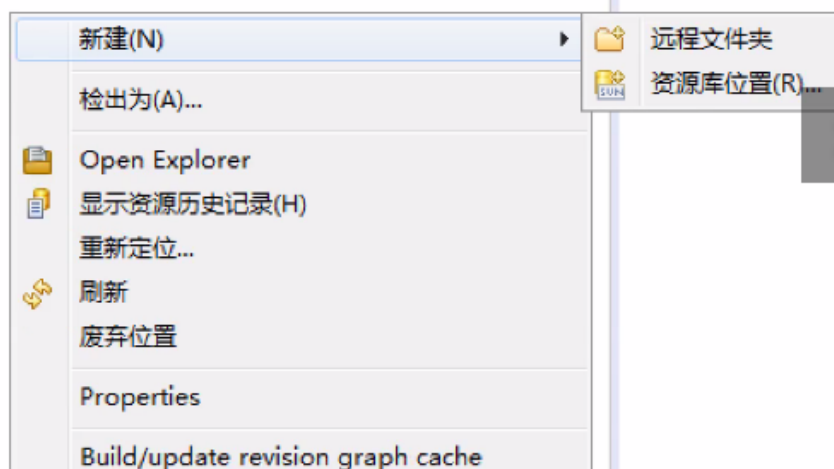 新建(N)
远程文件夹
SVN
资源库位置(R)...
检出为(A)...
Open Explorer
显示资源历史记录(H)
重新定位...
刷新
废弃位置
Properties
Build/update revision graph cache